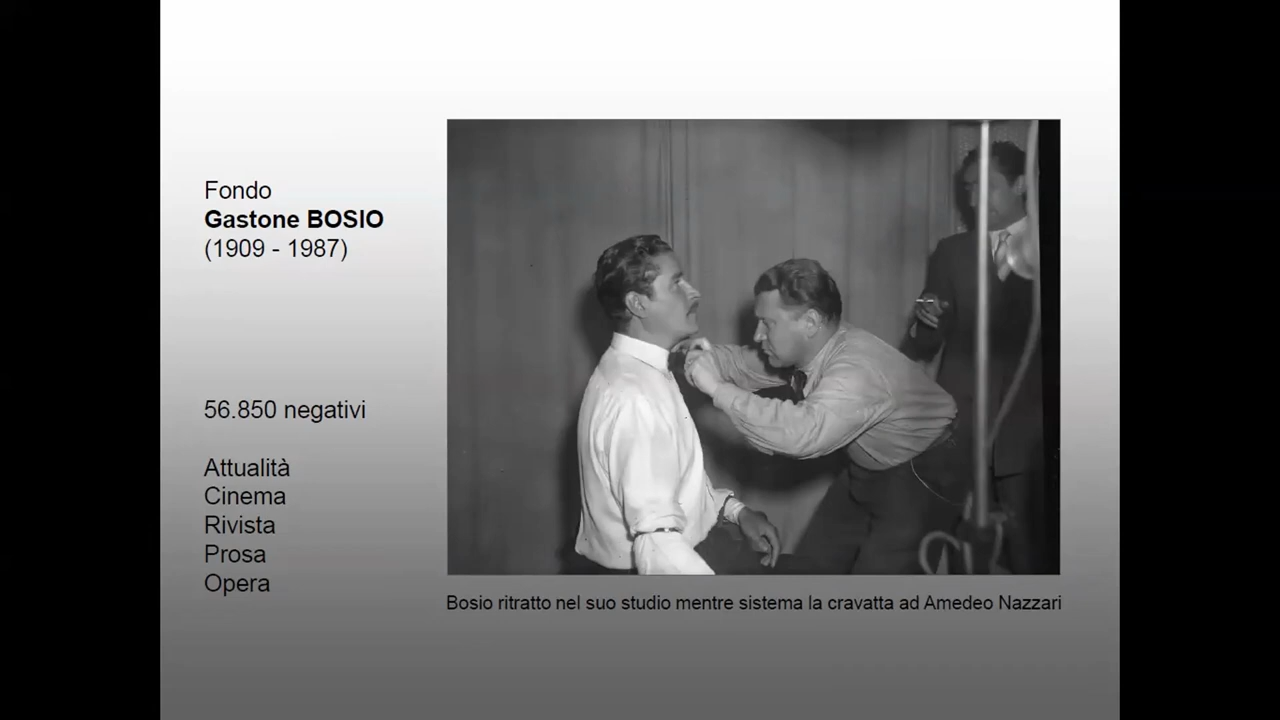 Fondo
Gastone BOSIO
(1909 - 1987)
56.850 negativi
Attualità
Cinema
Rivista
Prosa
Opera
Bosio ritratto nel suo studio mentre sistema la cravatta ad Amedeo Nazzari